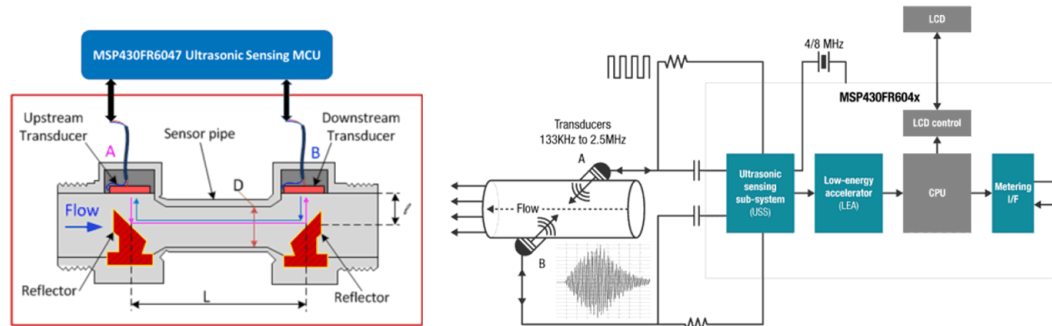 MSP430FR6047 Ultrasonic Sensing MCU
Upstream
Transducer
Sensor pipe
Downstream
Transducer
A
B
D
Flow
Reflector
L
Reflector
LCD
4/8 MHz
MSP430FR604x
LCD control
Transducers
133KHz to 2.5MHz
A
Flow
B
Ultrasonic
sensing
sub-system
(USS)
Low-energy
accelerator
(LEA)
CPU
Metering
I/F